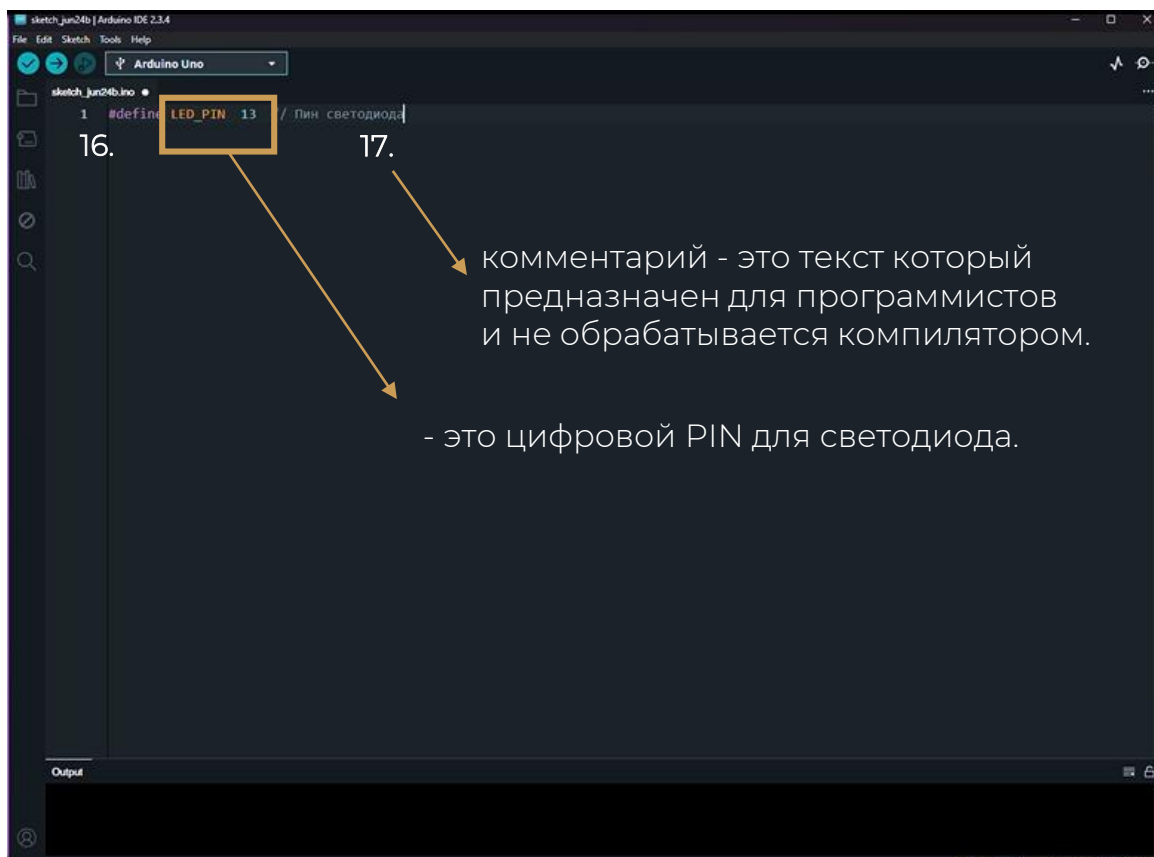 sketch_jun24b | Arduino IDE 2.3.4
File Edit Sketch Tools Help
Arduino Uno
sketch_jun24b.ino
1 #define LED_PIN 13 // Пин светодиода
16.
17.
комментарий - это текст который
предназначен для программистов
и не обрабатывается компилятором.
- это цифровой PIN для светодиода.
Output